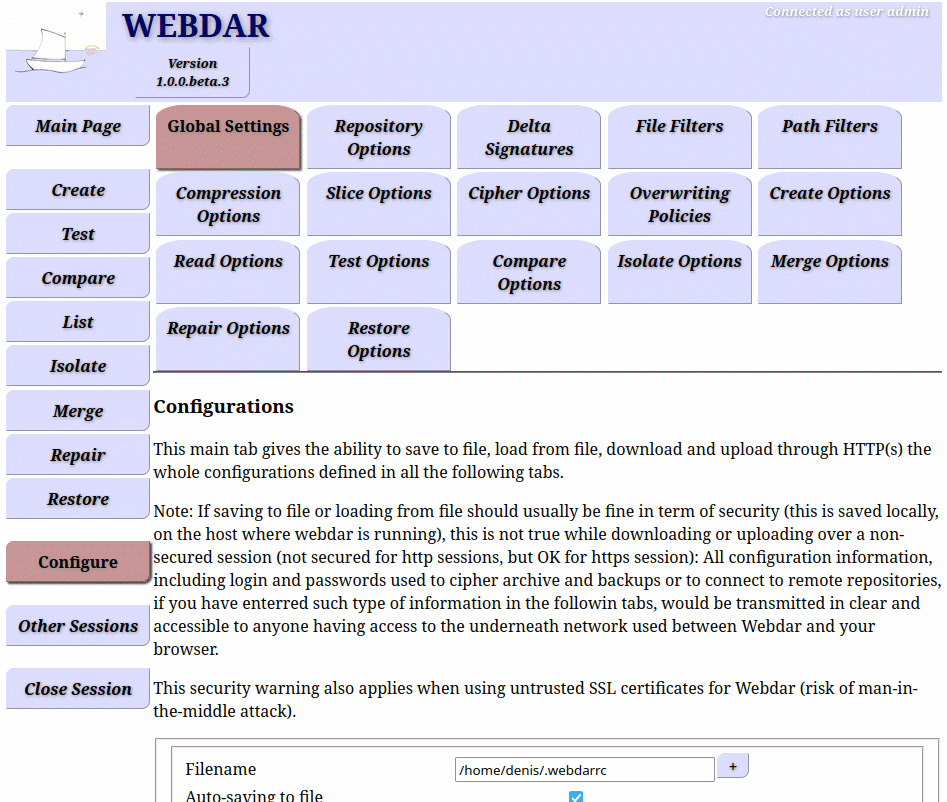 Connected as user admin
WEBDAR
Version
1.0.0.beta.3
Main Page
Create
Test
Compare
List
Isolate
Merge
Repair
Restore
Configure
Other Sessions
Close Session
Global Settings
Repository
Options
Delta
Signatures
File Filters
Path Filters
Compression
Options
Slice Options
Cipher Options
Overwriting
Policies
Create Options
Read Options
Test Options
Compare
Options
Isolate Options
Merge Options
Repair Options
Restore
Options
Configurations
This main tab gives the ability to save to file, load from file, download and upload through HTTP(s) the
whole configurations defined in all the following tabs.
Note: If saving to file or loading from file should usually be fine in term of security (this is saved locally,
on the host where webdar is running), this is not true while downloading or uploading over a non-
secured session (not secured for http sessions, but OK for https session): All configuration information,
including login and passwords used to cipher archive and backups or to connect to remote repositories,
if you have enterred such type of information in the followin tabs, would be transmitted in clear and
accessible to anyone having access to the underneath network used between Webdar and your
browser.
This security warning also applies when using untrusted SSL certificates for Webdar (risk of man-in-
the-middle attack).
Filename
/home/denis/.webdarrc
+
Auto-saving to file